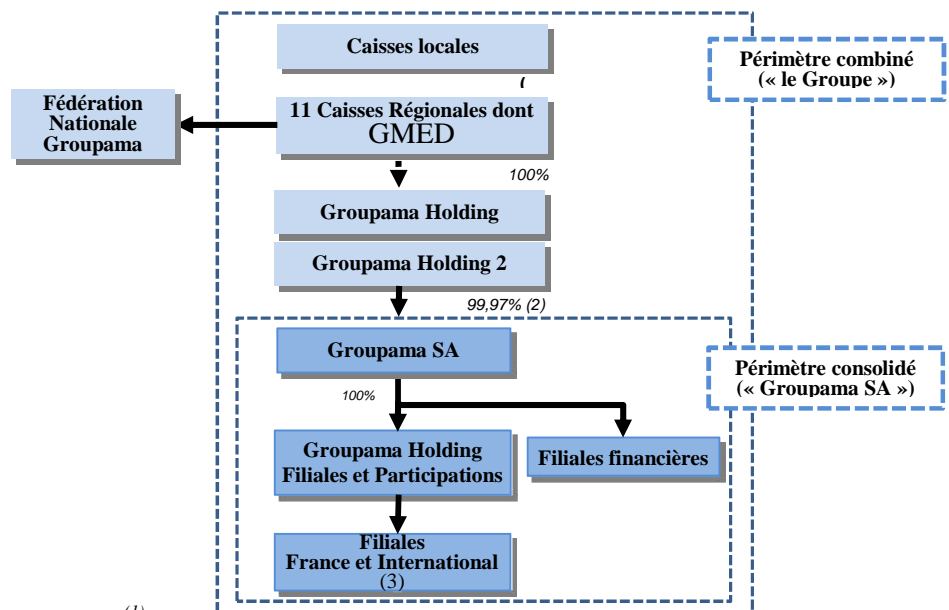 Caisses locales
(
Périmètre combiné
(« le Groupe »)
Fédération
Nationale
Groupama
11 Caisses Régionales dont
GMED
100%
Groupama Holding
Groupama Holding 2
99,97% (2)
Groupama SA
Périmètre consolidé
(« Groupama SA »)
100%
Groupama Holding
Filiales et Participations
Filiales financières
Filiales
France et International
(3)
(1)